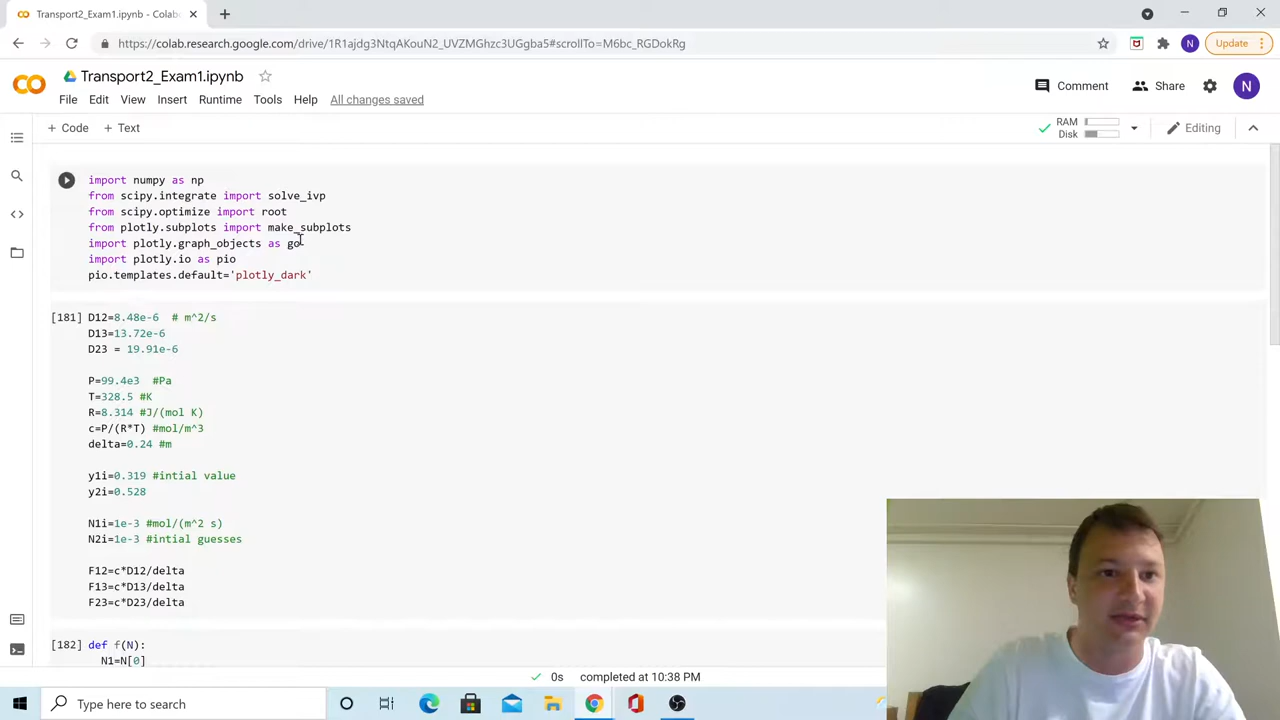 Transport2_Exam1.ipynb - Colab
https://colab.research.google.com/drive/1R1ajdg3NtqAKouN2UVZMGhzc3uGgba5#scrollTo=M6bc_RGDokRg
N
Update
CO
Transport2_Exam1.ipynb
Comment
Share
N
File Edit View Insert Runtime Tools Help All changes saved
+ Code + Text
RAM
Disk
Editing
import numpy as np
from scipy.integrate import solve_ivp
from scipy.optimize import root
from plotly.subplots import make_subplots
import plotly.graph_objects as go
import plotly.io as pio
pio.templates.default='plotly_dark'
[181] D12=8.48e-6 # m^2/s
D13=13.72e-6
D23 = 19.91e-6
P=99.4e3 #Pa
T=328.5 #K
R=8.314 #J/(mol K)
c=P/(R*T) #mol/m^3
delta=0.24 #m
y1i=0.319 #intial value
y2i=0.528
N1i=1e-3 #mol/(m^2 s)
N2i=1e-3 #intial guesses
F12=c*D12/delta
F13=c*D13/delta
F23=c*D23/delta
[182] def f(N):
N1=N[0]
0s completed at 10:38 PM
Type here to search